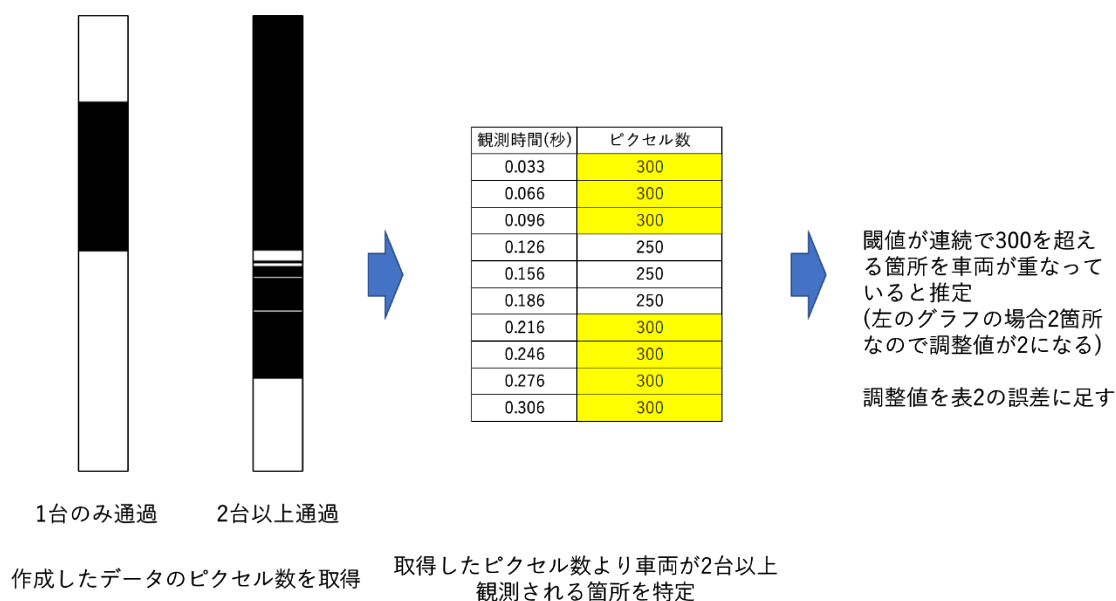 1台のみ通過
2台以上通過
作成したデータのピクセル数を取得
観測時間(秒) ピクセル数
0.033 300
0.066 300
0.096 300
0.126 250
0.156 250
0.186 250
0.216 300
0.246 300
0.276 300
0.306 300
取得したピクセル数より車両が2台以上
観測される箇所を特定
閾値が連続で300を超え
る箇所を車両が重なって
いると推定
(左のグラフの場合2箇所
なので調整値が2になる)
調整値を表2の誤差に足す